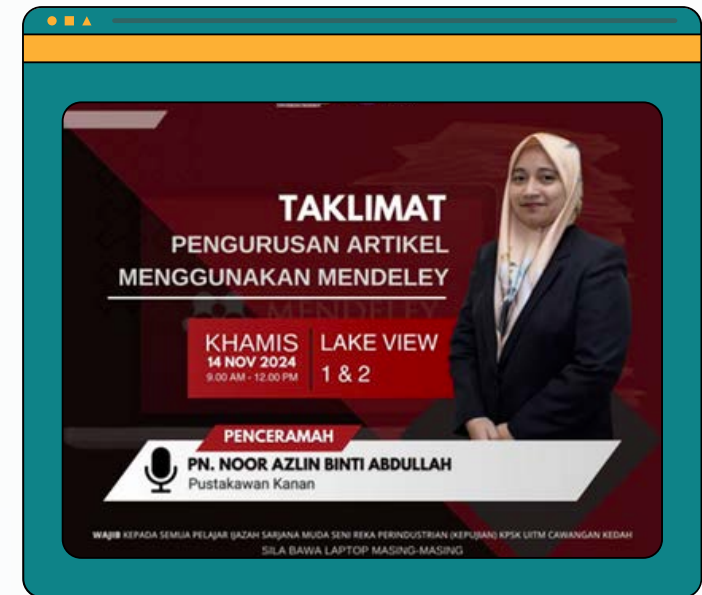 TAKLIMAT
PENGURUSAN ARTIKEL
MENGGUNAKAN MENDELEY
MENDELEY
KHAMIS
14 NOV 2024
9.00 AM - 12.00 PM
LAKE VIEW
1 & 2
PENCERAMAH
PN. NOOR AZLIN BINTI ABDULLAH
Pustakawan Kanan
WAJIB KEPADA SEMUA PELAJAR IJAZAH SARJANA MUDA SENI REKA PERINDUSTRIAN (KEPUJIAN) KPSK UITM CAWANGAN KEDAH
SILA BAWA LAPTOP MASING-MASING